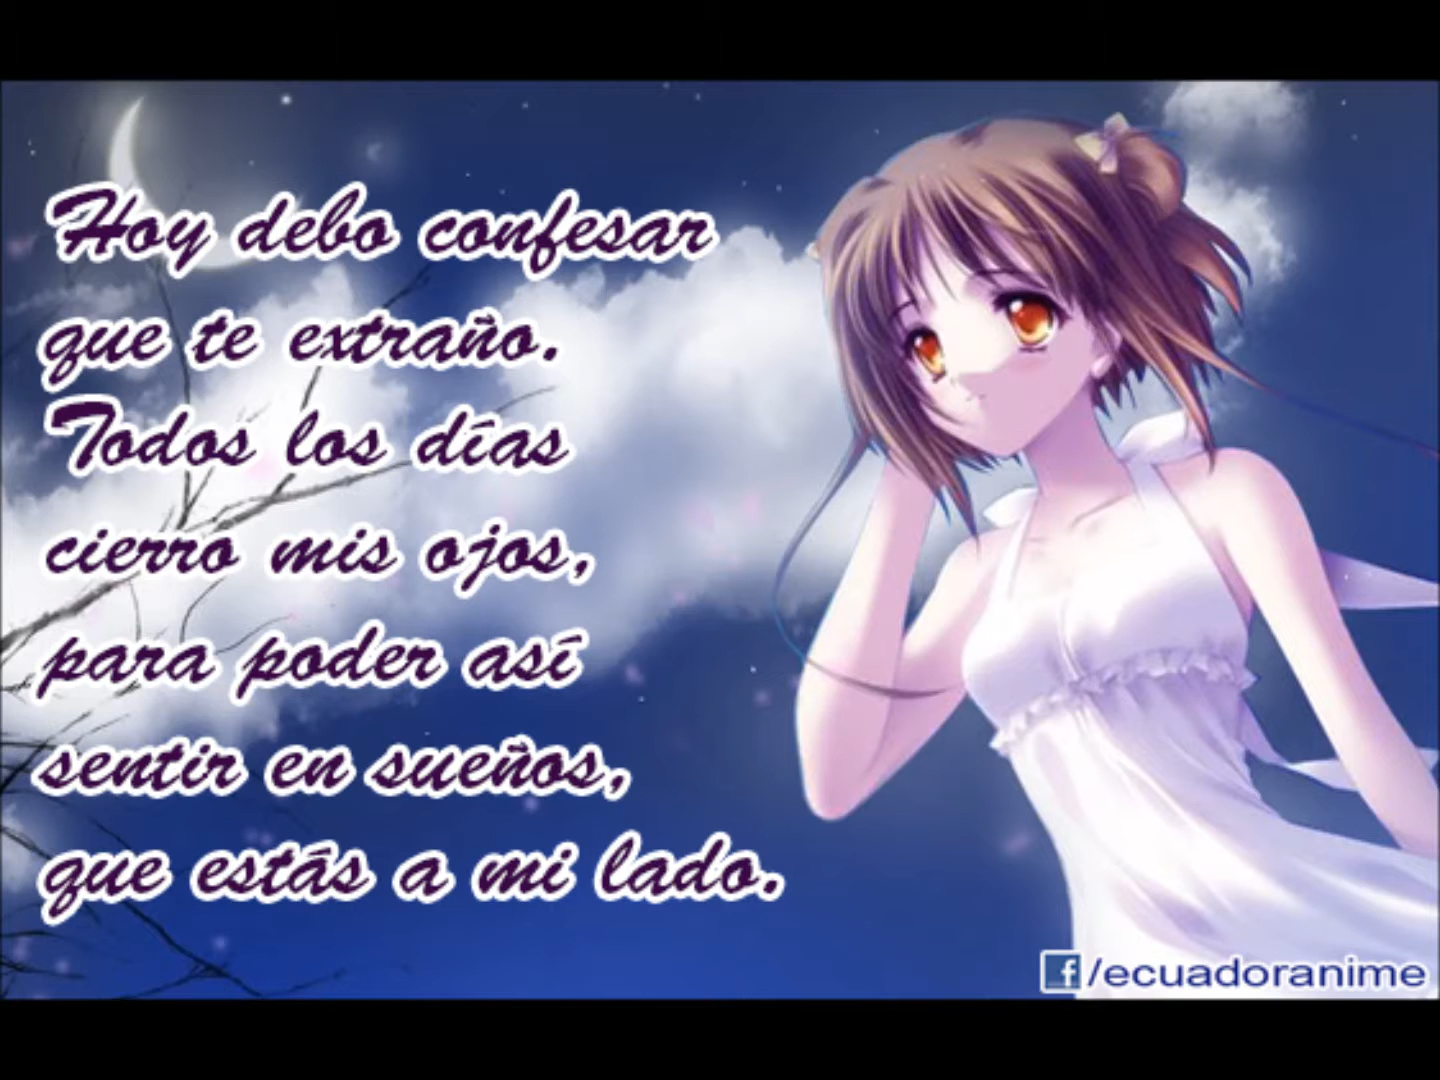 Hoy debo confesar
que te extraño.
Todos los días
cierro mis ojos,
para poder así
sentir en sueños,
que estás a mi lado.
f/ecuadoranime